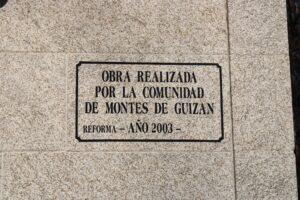 OBRA REALIZADA
POR LA COMUNIDAD
DE MONTES DE GUIZAN
REFORMA - AÑO 2003 -